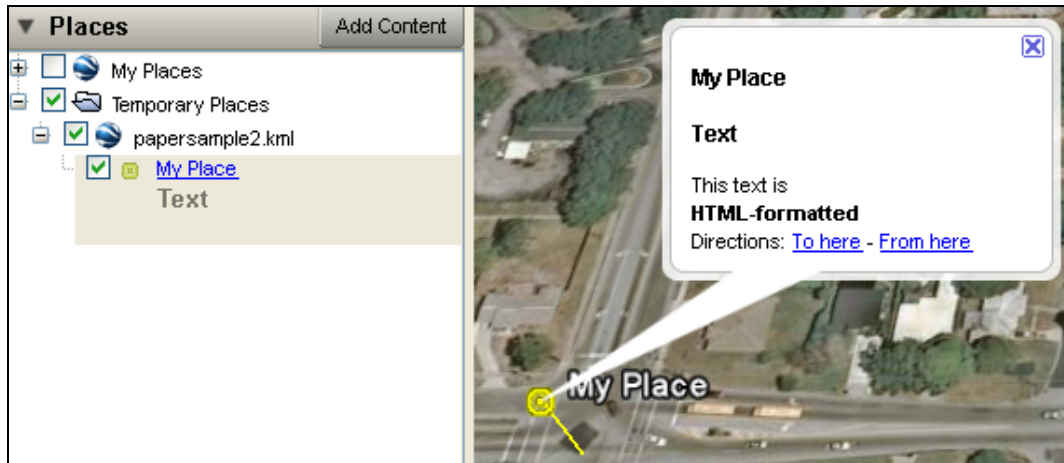 Places
Add Content
My Places
Temporary Places
papersample2.kml
My Place
Text
My Place
Text
This text is
HTML-formatted
Directions: To here - From here
My Place